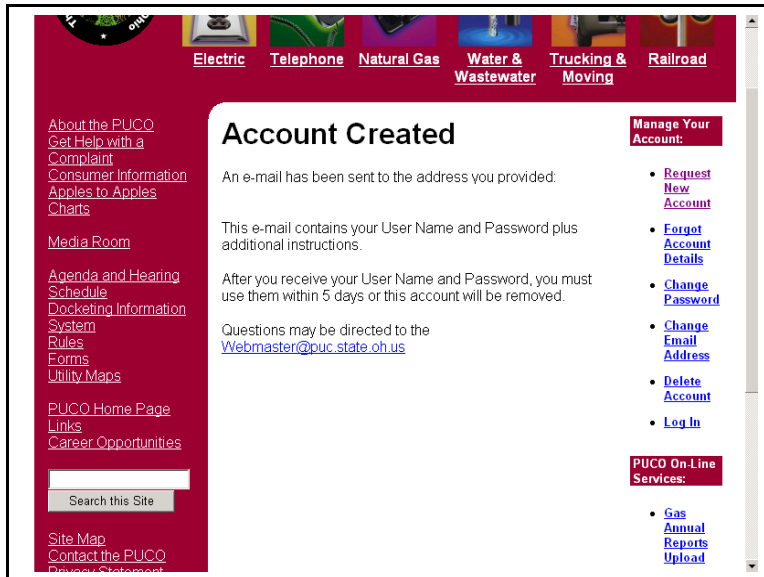 Ohio
Electric Telephone Natural Gas Water & Trucking & Railroad
Wastewater Moving
About the PUCO
Get Help with a
Complaint
Consumer Information
Apples to Apples
Charts
Media Room
Agenda and Hearing
Schedule
Docketing Information
System
Rules
Forms
Utility Maps
PUCO Home Page
Links
Career Opportunities
Search this Site
Site Map
Contact the PUCO
Privacy Statement
Account Created
An e-mail has been sent to the address you provided:
This e-mail contains your User Name and Password plus
additional instructions.
After you receive your User Name and Password, you must
use them within 5 days or this account will be removed.
Questions may be directed to the
Webmaster@puc.state.oh.us
Manage Your
Account:
Request
New
Account
Forgot
Account
Details
Change
Password
Change
Email
Address
Delete
Account
Log In
PUCO On-Line
Services:
Gas
Annual
Reports
Upload